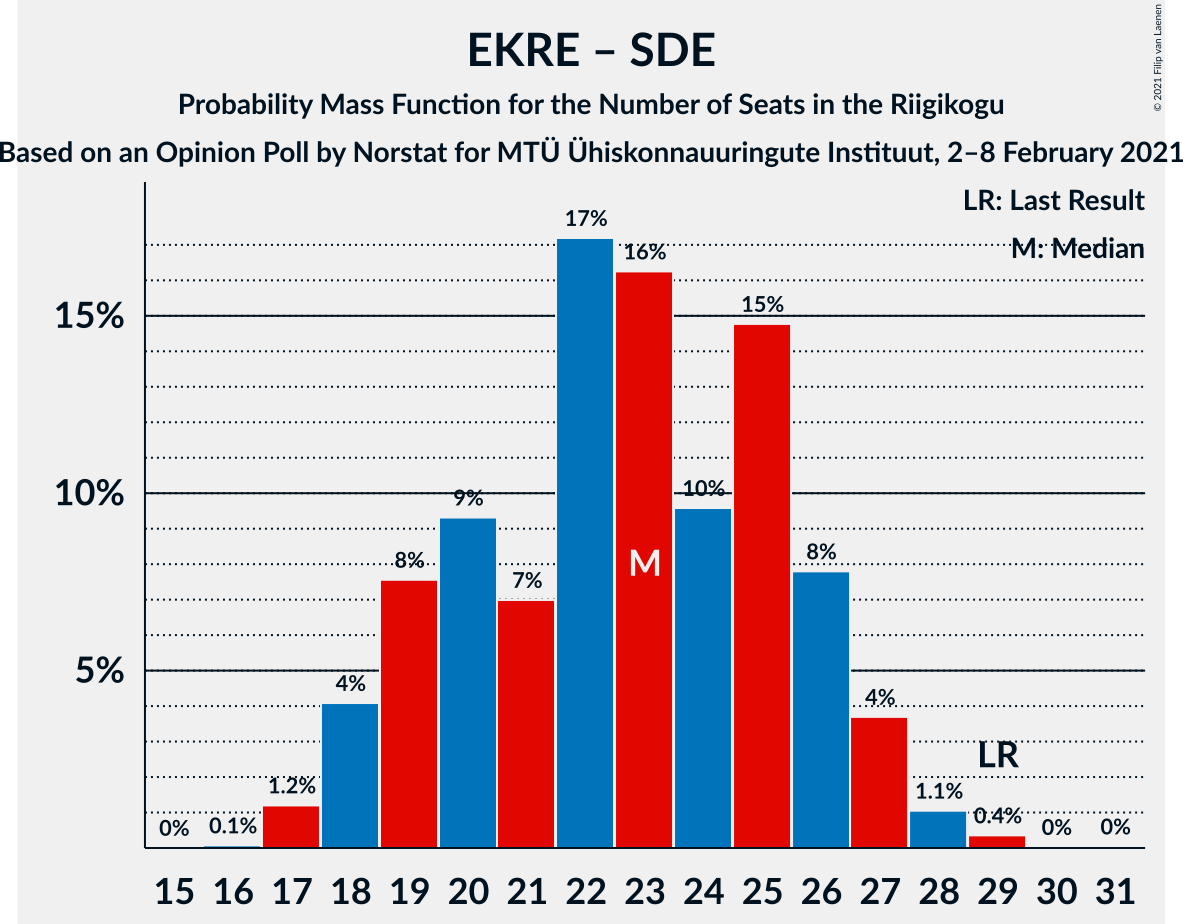 EKRE – SDE
Probability Mass Function for the Number of Seats in the Riigikogu
Based on an Opinion Poll by Norstat for MTÜ Ühiskonnauuringute Instituut, 2–8 February 2021
© 2021 Filip van Laenen
LR: Last Result
M: Median
17%
16%
15%
15%
10%
10%
9%
8%
8%
7%
M
5%
4%
4%
LR
1.2%
1.1%
0.4%
0%
0.1%
0%
0%
15 16 17 18 19 20 21 22 23 24 25 26 27 28 29 30 31